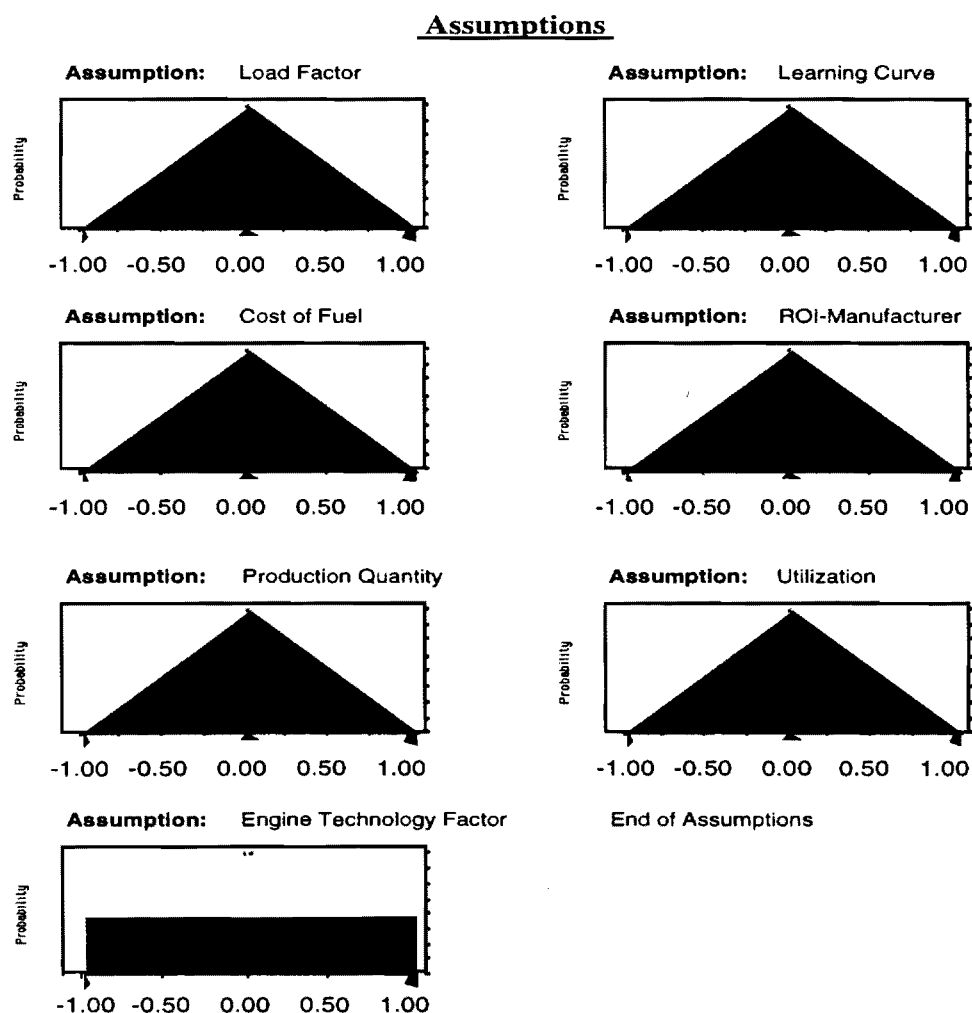 Assumptions
Assumption: Load Factor
Probability
-1.00 -0.50 0.00 0.50 1.00
Assumption: Learning Curve
Probability
-1.00 -0.50 0.00 0.50 1.00
Assumption: Cost of Fuel
Probability
-1.00 -0.50 0.00 0.50 1.00
Assumption: ROI-Manufacturer
Probability
-1.00 -0.50 0.00 0.50 1.00
Assumption: Production Quantity
Probability
-1.00 -0.50 0.00 0.50 1.00
Assumption: Utilization
Probability
-1.00 -0.50 0.00 0.50 1.00
Assumption: Engine Technology Factor
Probability
-1.00 -0.50 0.00 0.50 1.00
End of Assumptions